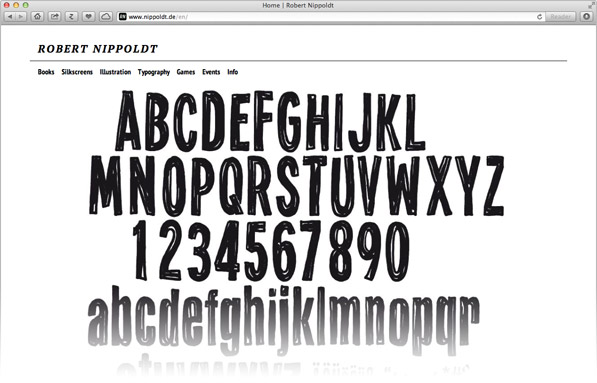 Home | Robert Nippoldt
www.nippoldt.de/en/
Reader
ROBERT NIPPOLDT
Books Silkscreens Illustration Typography Games Events Info
ABCDEFGHIJKL
MNOPQRSTUVWXYZ
1234567890
abcdefghijklmnopqr